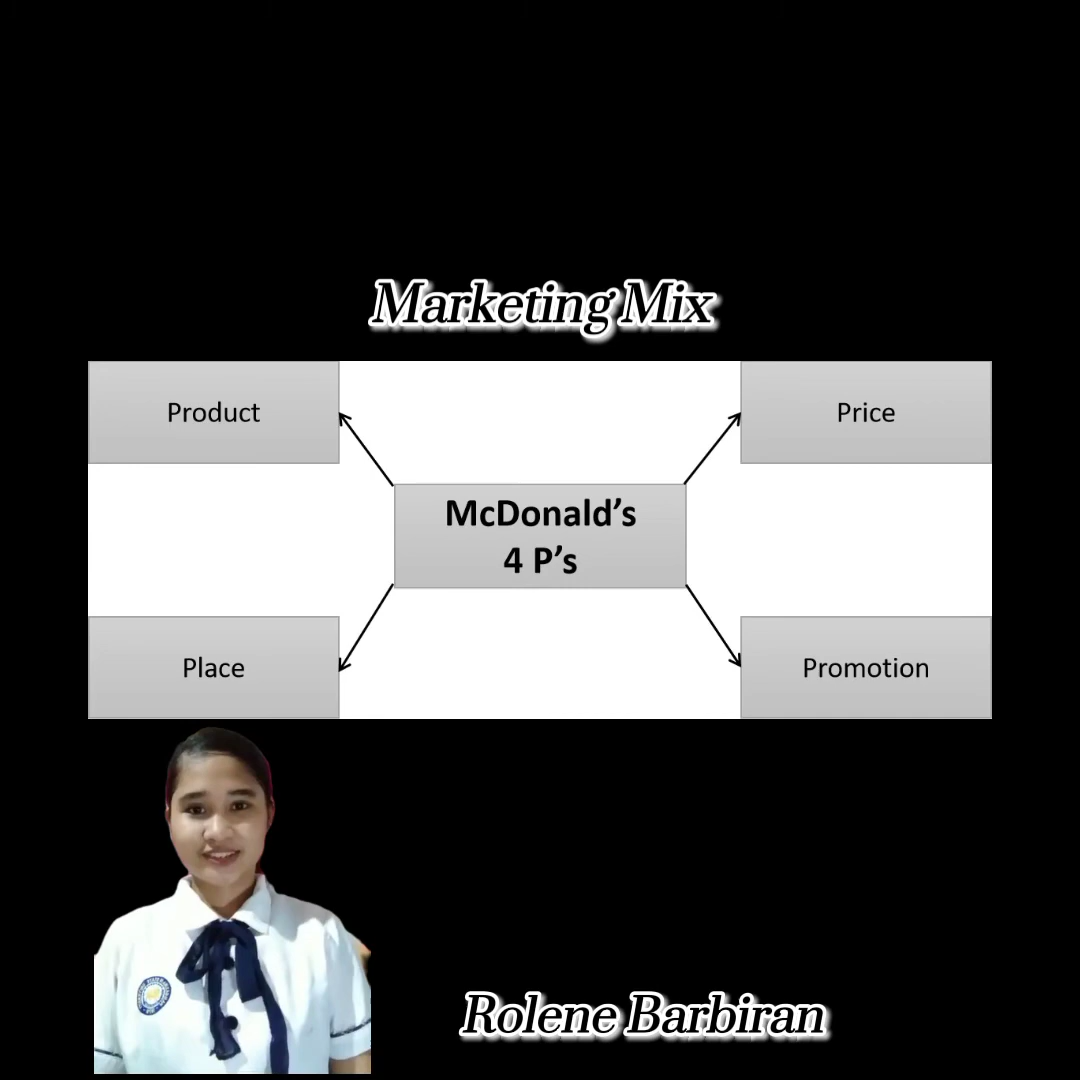 Marketing Mix
Product
Price
McDonald’s
4 P’s
Place
Promotion
Rolene Barbiran